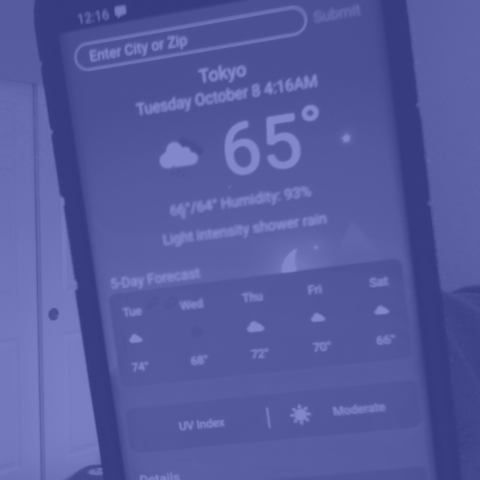 12:16
Enter City or Zip
Submit
Tokyo
Tuesday October 8 4:16AM
65°
66°/64° Humidity: 93%
Light intensity shower rain
5-Day Forecast
Tue Wed Thu Fri Sat
74° 68° 72° 70° 66°
UV Index | Moderate
Details